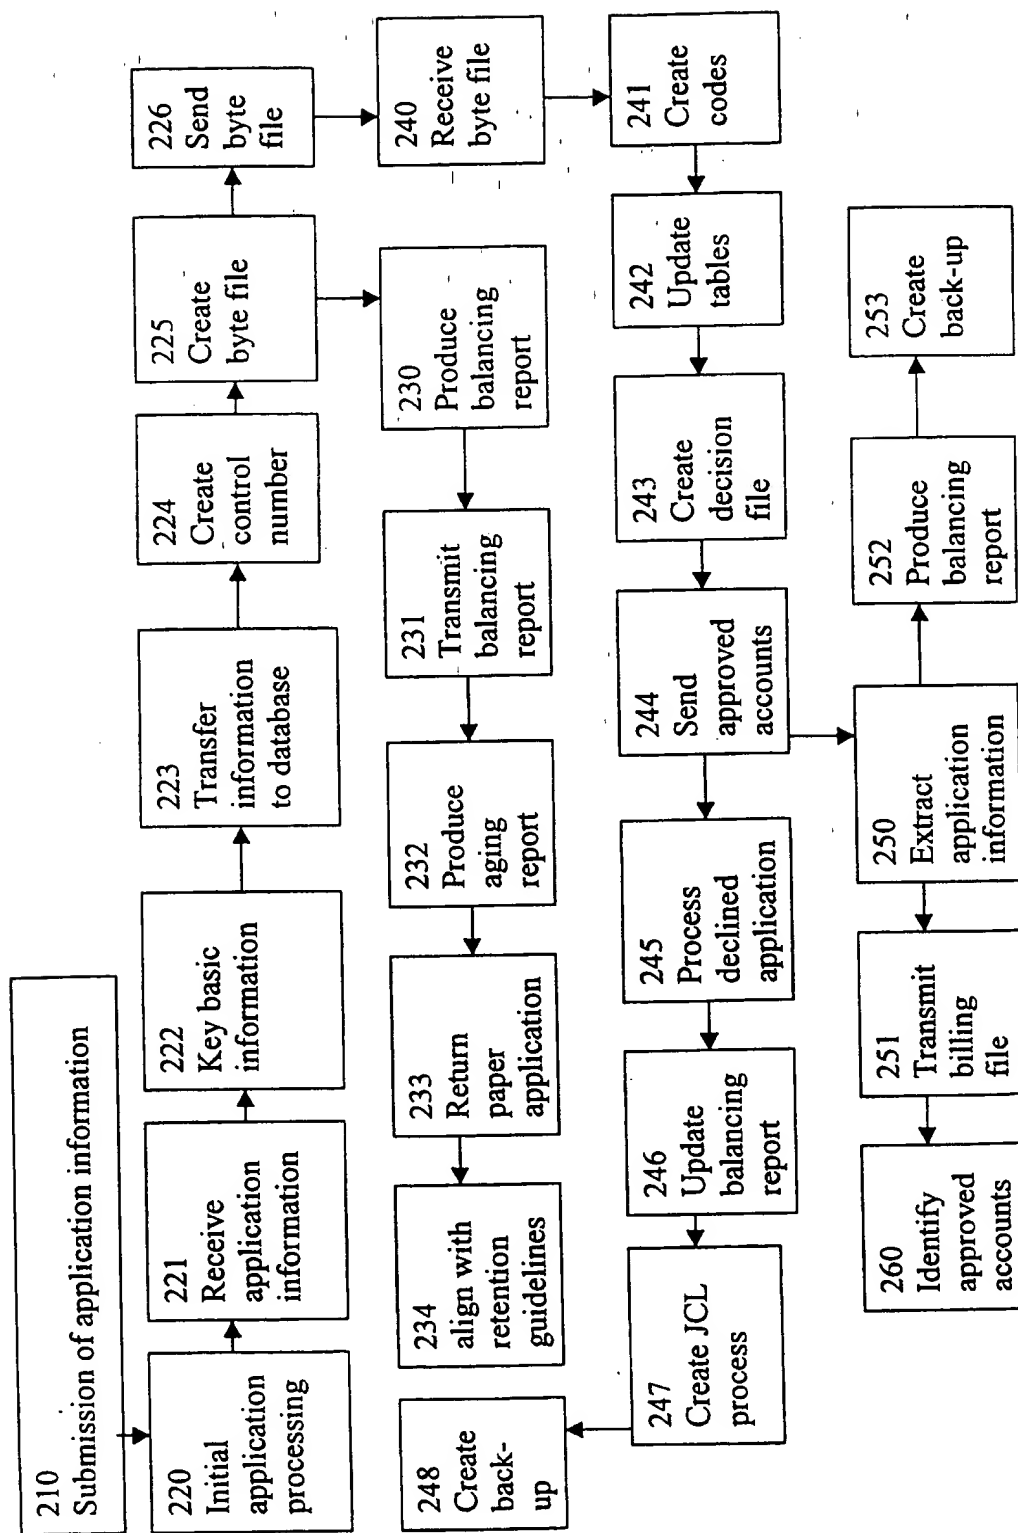 210
Submission of application information
220
Initial
application
processing
221
Receive
application
information
222
Key basic
information
223
Transfer
information
to database
224
Create
control
number
225
Create
byte file
226
Send
byte
file
230
Produce
balancing
report
231
Transmit
balancing
report
232
Produce
aging
report
233
Return
paper
application
234
align with
retention
guidelines
240
Receive
byte file
241
Create
codes
242
Update
tables
243
Create
decision
file
244
Send
approved
accounts
245
Process
declined
application
246
Update
balancing
report
247
Create JCL
process
248
Create
back-
up
250
Extract
application
information
251
Transmit
billing
file
252
Produce
balancing
report
253
Create
back-up
260
Identify
approved
accounts